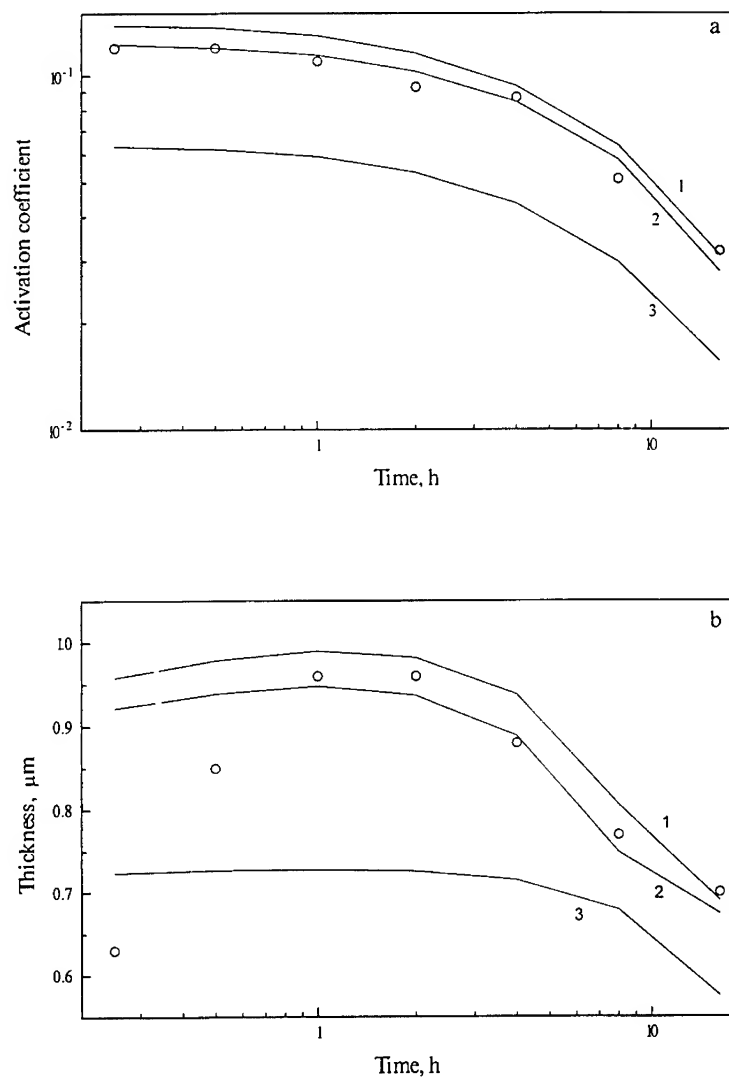 a
10⁻¹
Activation coefficient
1
2
3
10⁻²
1
10
Time, h
b
1.0
0.9
0.8
0.7
0.6
Thickness, μm
1
2
3
1
10
Time, h